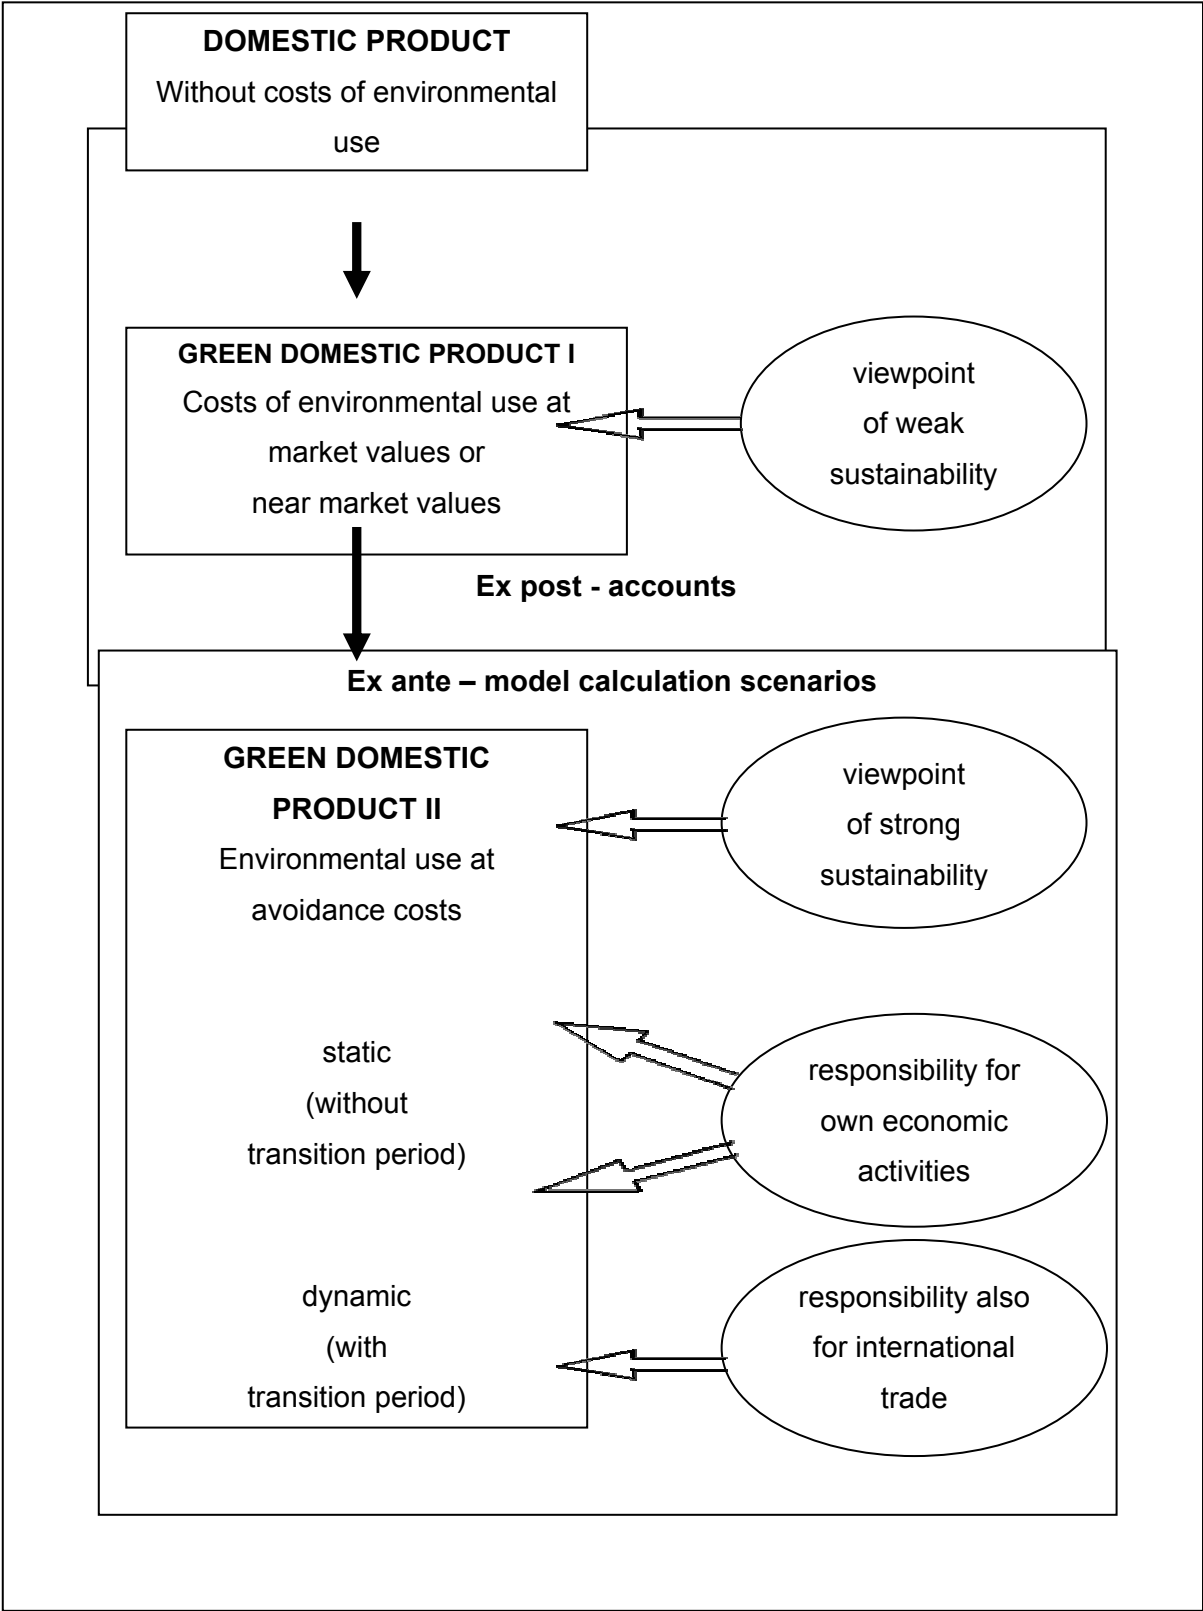 DOMESTIC PRODUCT
Without costs of environmental
use
GREEN DOMESTIC PRODUCT I
Costs of environmental use at
market values or
near market values
viewpoint
of weak
sustainability
Ex post - accounts
Ex ante – model calculation scenarios
GREEN DOMESTIC
PRODUCT II
Environmental use at
avoidance costs
viewpoint
of strong
sustainability
static
(without
transition period)
responsibility for
own economic
activities
dynamic
(with
transition period)
responsibility also
for international
trade